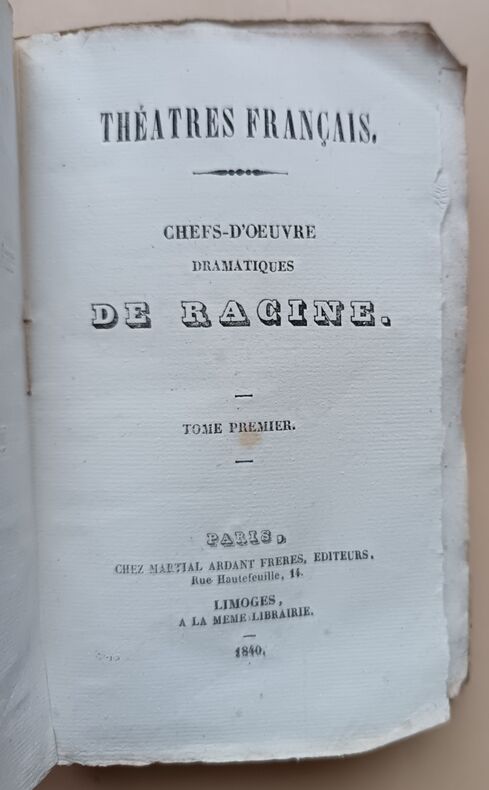 THÉATRES FRANÇAIS.
CHEFS-D'OEUVRE
DRAMATIQUES
DE RACINE.
TOME PREMIER.
PARIS,
CHEZ MARTIAL ARDANT FRERES, EDITEURS,
Rue Hautefeuille, 14.
LIMOGES,
A LA MEME LIBRAIRIE.
1840.